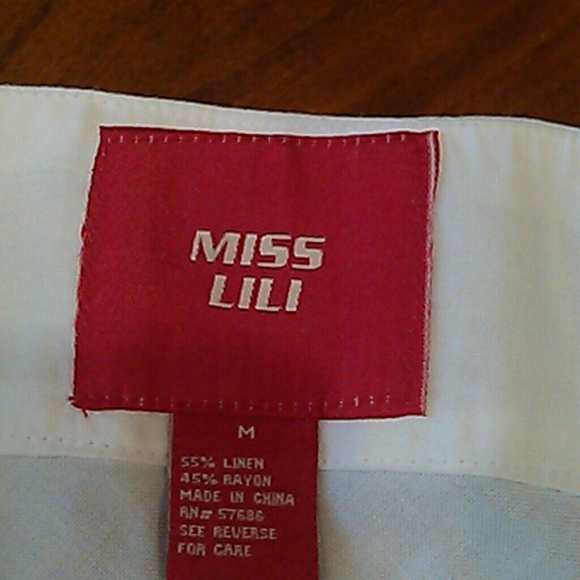 MISS
LILI
M
55% LINEN
45% RAYON
MADE IN CHINA
RN# 57686
SEE REVERSE
FOR CARE